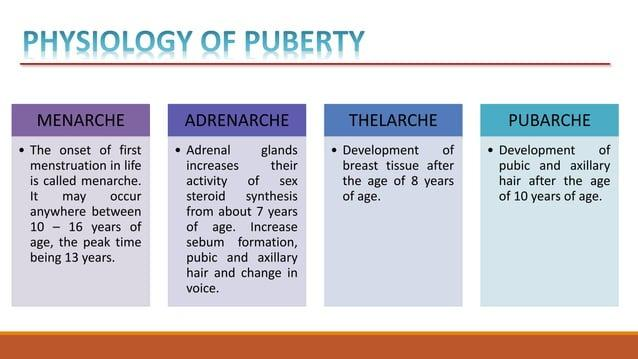 PHYSIOLOGY OF PUBERTY
MENARCHE
• The onset of first
menstruation in life
is called menarche.
It may occur
anywhere between
10 – 16 years of
age, the peak time
being 13 years.
ADRENARCHE
• Adrenal glands
increases their
activity of sex
steroid synthesis
from about 7 years
of age. Increase
sebum formation,
pubic and axillary
hair and change in
voice.
THELARCHE
• Development of
breast tissue after
the age of 8 years
of age.
PUBARCHE
• Development of
pubic and axillary
hair after the age
of 10 years of age.